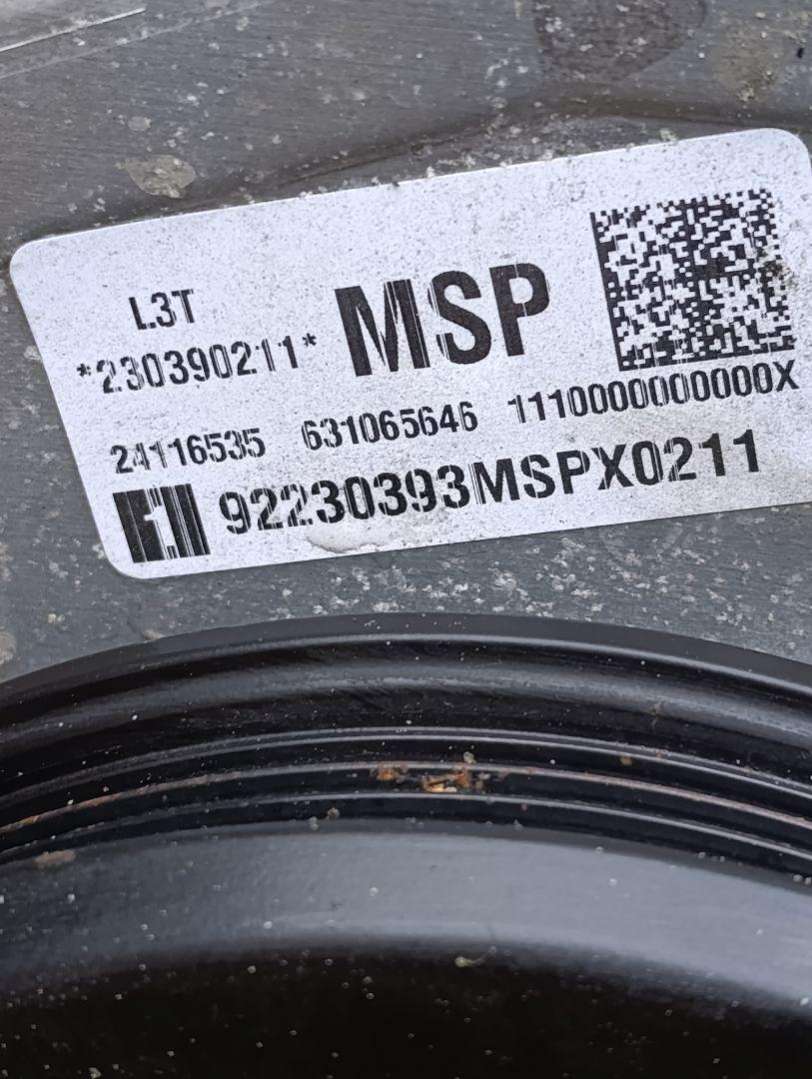 L3T
*230390211* MSP
24116535 631065646 1110000000000X
92230393MSPX0211